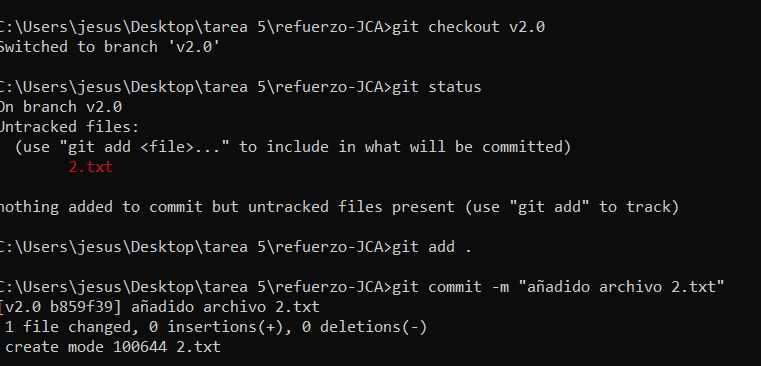 C:\Users\jesus\Desktop\tarea 5\refuerzo-JCA>git checkout v2.0
Switched to branch 'v2.0'
C:\Users\jesus\Desktop\tarea 5\refuerzo-JCA>git status
On branch v2.0
Untracked files:
(use "git add <file>..." to include in what will be committed)
2.txt
nothing added to commit but untracked files present (use "git add" to track)
C:\Users\jesus\Desktop\tarea 5\refuerzo-JCA>git add .
C:\Users\jesus\Desktop\tarea 5\refuerzo-JCA>git commit -m "añadido archivo 2.txt"
[v2.0 b859f39] añadido archivo 2.txt
1 file changed, 0 insertions(+), 0 deletions(-)
create mode 100644 2.txt